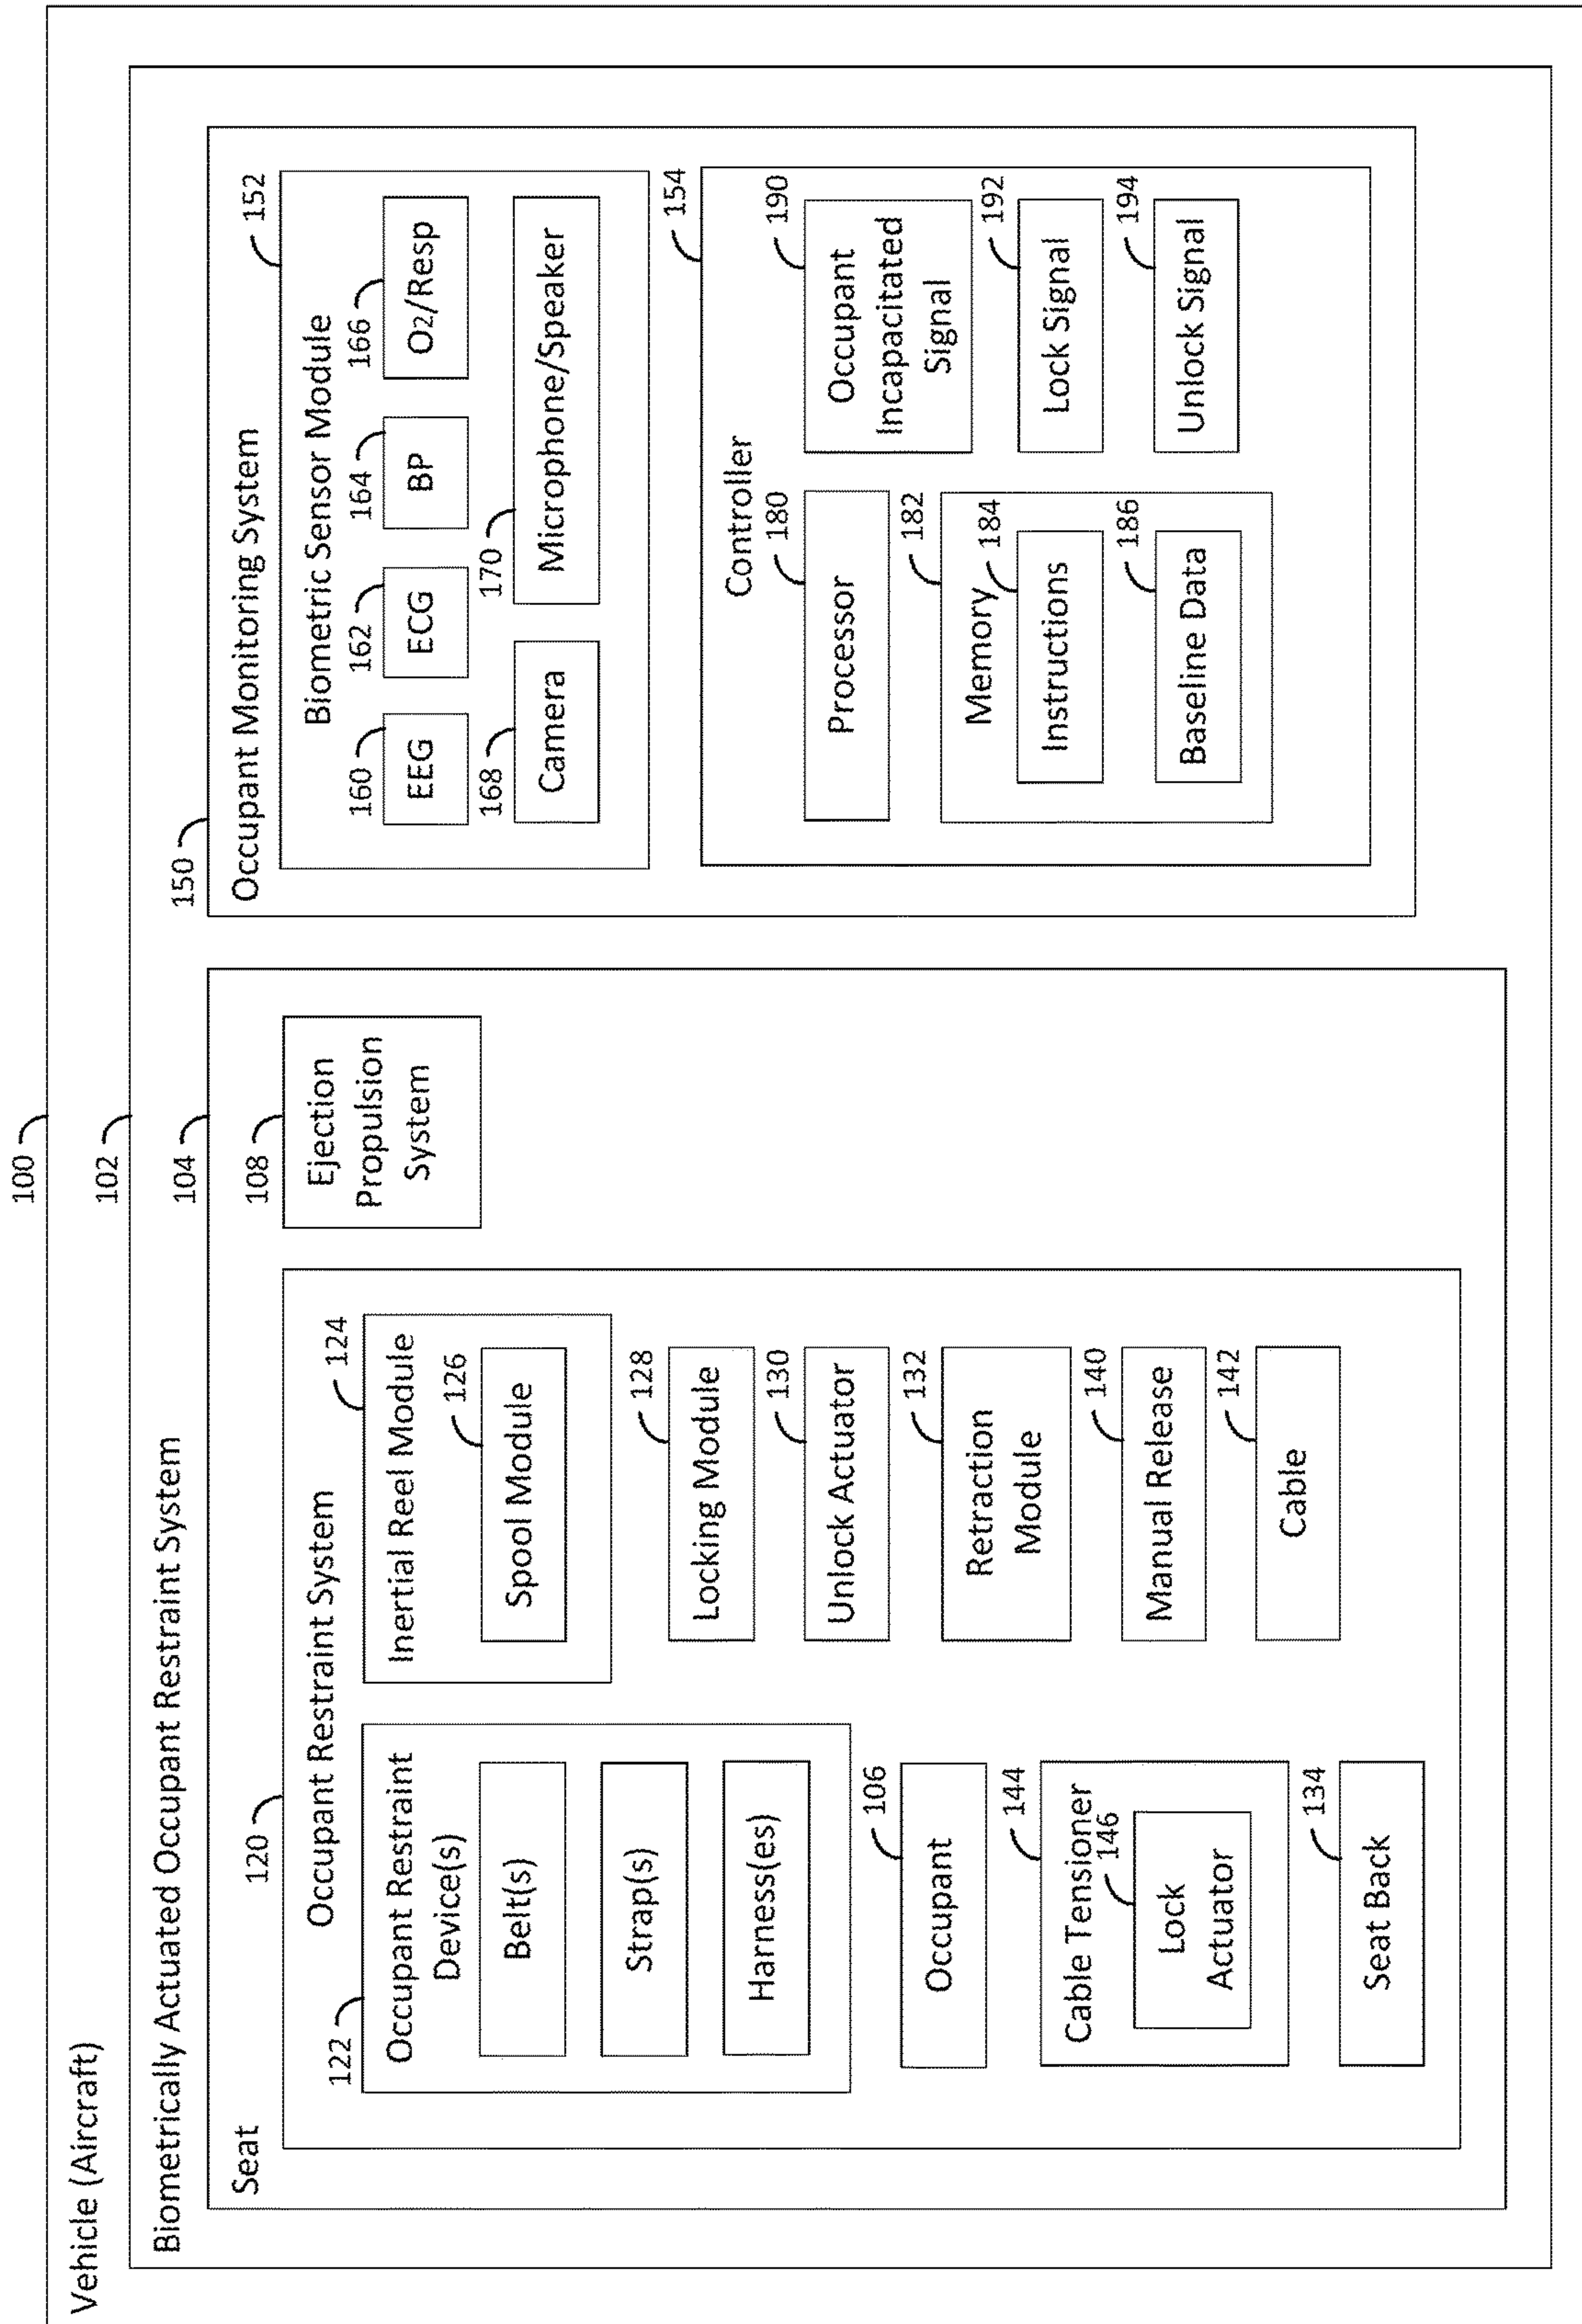 100
Vehicle (Aircraft)
102
Biometrically Actuated Occupant Restraint System
104
Seat
108
Ejection
Propulsion
System
120
Occupant Restraint System
122
Occupant Restraint
Device(s)
Belt(s)
Strap(s)
Harness(es)
106
Occupant
144
Cable Tensioner
146
Lock
Actuator
134
Seat Back
124
Inertial Reel Module
126
Spool Module
128
Locking Module
130
Unlock Actuator
132
Retraction
Module
140
Manual Release
142
Cable
150
Occupant Monitoring System
152
Biometric Sensor Module
160
EEG
162
ECG
164
BP
166
O2/Resp
168
Camera
170
Microphone/Speaker
154
Controller
180
Processor
182
Memory
184
Instructions
186
Baseline Data
190
Occupant
Incapacitated
Signal
192
Lock Signal
194
Unlock Signal